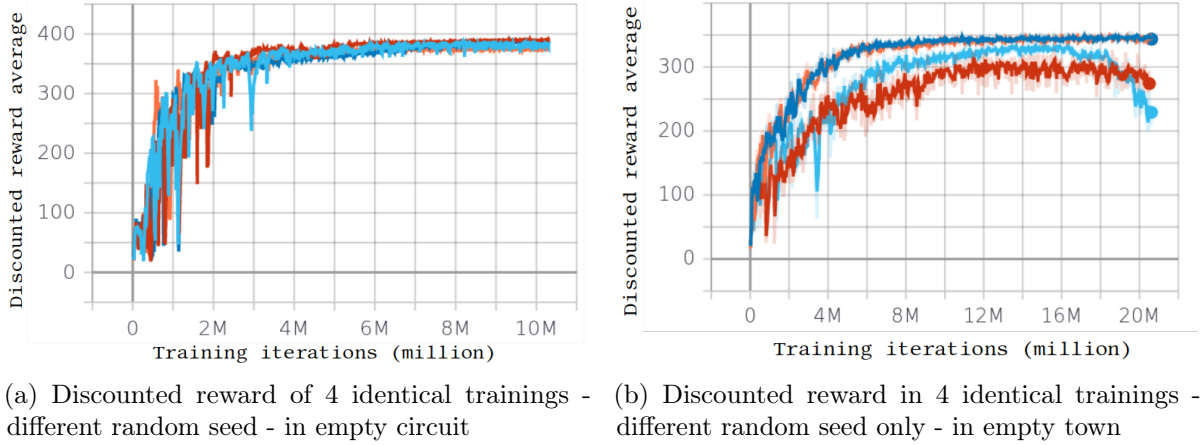 400
300
200
100
0
Discounted reward average
0 2M 4M 6M 8M 10M
Training iterations (million)
(a) Discounted reward of 4 identical trainings -
different random seed - in empty circuit
300
200
100
0
Discounted reward average
0 4M 8M 12M 16M 20M
Training iterations (million)
(b) Discounted reward in 4 identical trainings -
different random seed only - in empty town